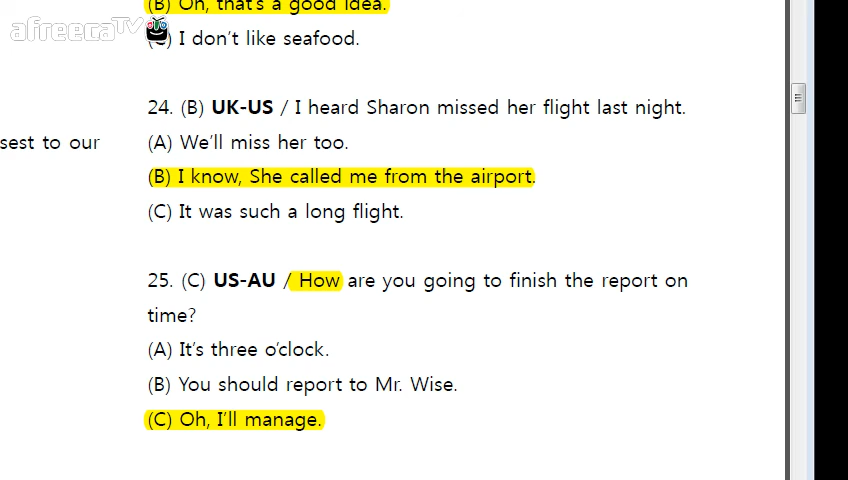 (B) Oh, that's a good idea.
afreecaTV
(C) I don't like seafood.
24. (B) UK-US / I heard Sharon missed her flight last night.
sest to our
(A) We'll miss her too.
(B) I know, She called me from the airport.
(C) It was such a long flight.
25. (C) US-AU / How are you going to finish the report on
time?
(A) It's three o'clock.
(B) You should report to Mr. Wise.
(C) Oh, I'll manage.